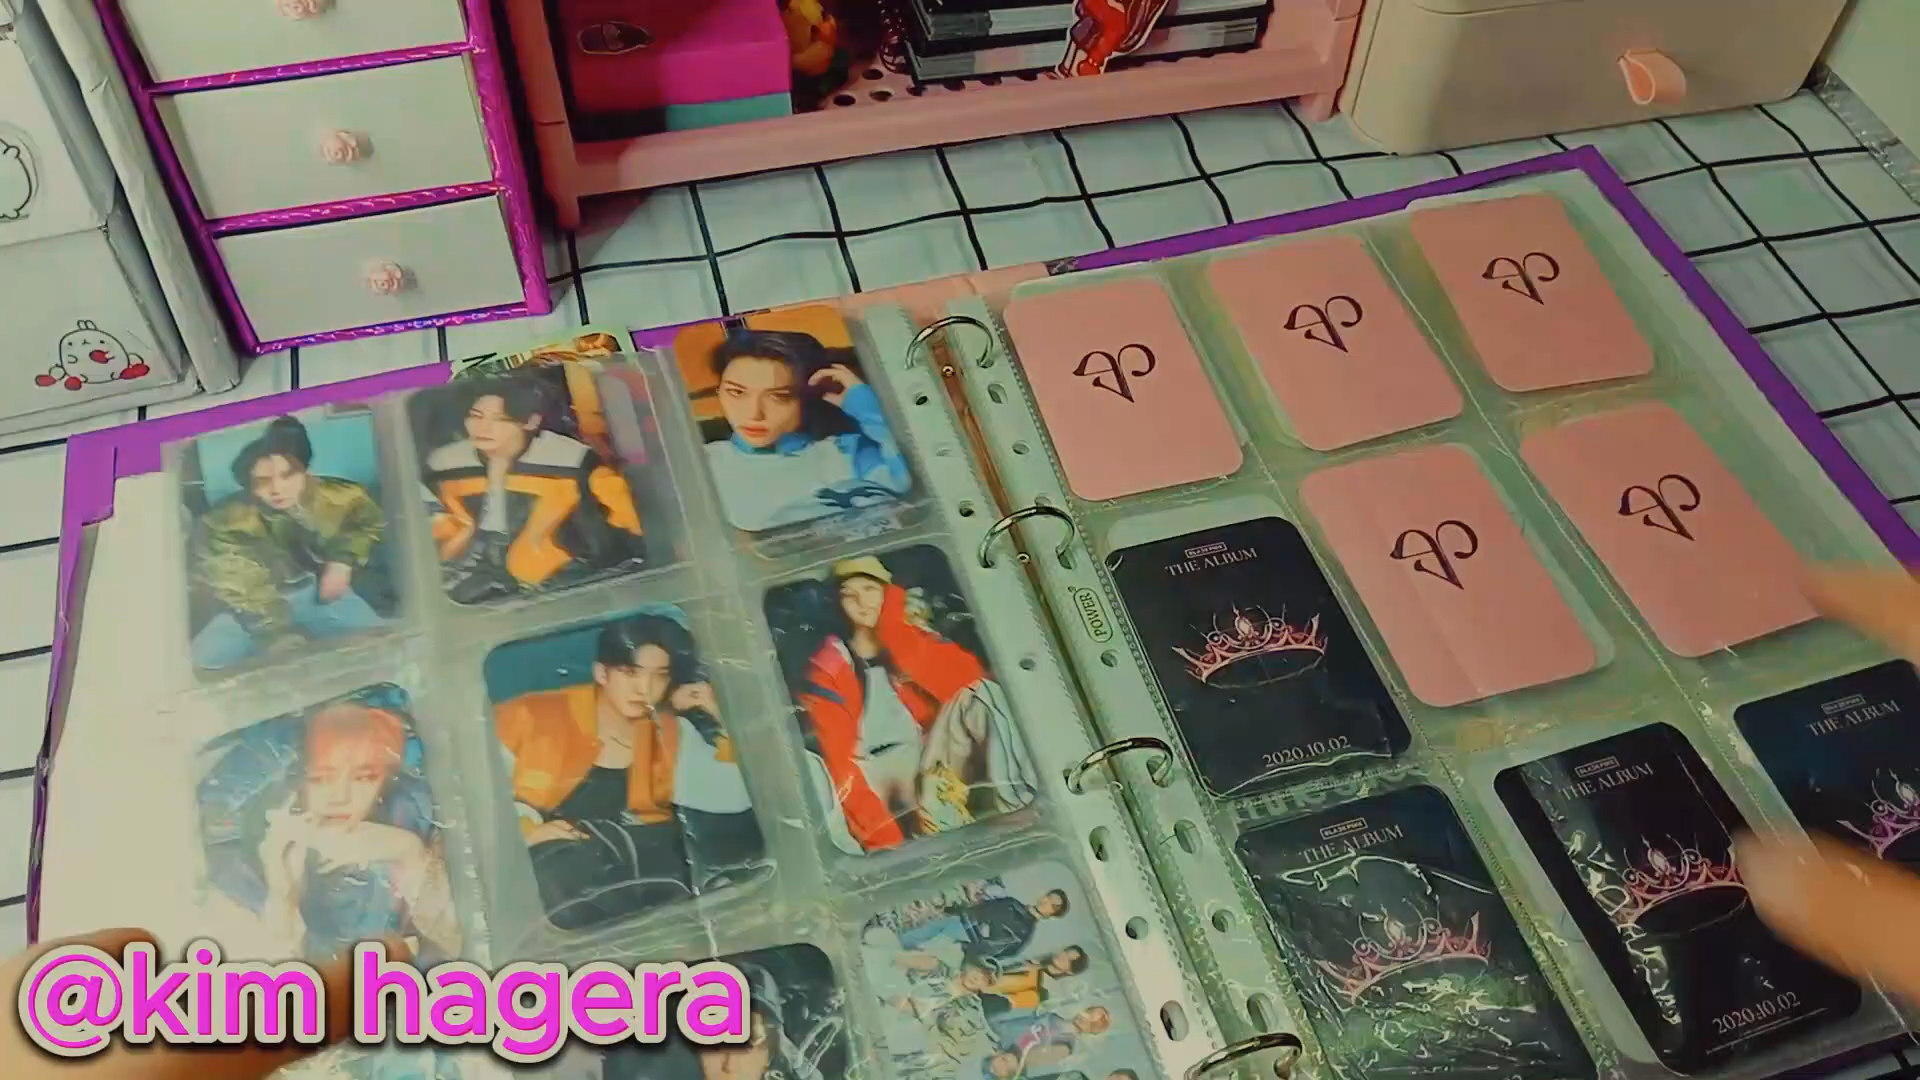 BLACKPINK
THE ALBUM
2020.10.02
POWER
BLACKPINK
THE ALBUM
BLACKPINK
THE ALBUM
BLACKPINK
THE ALBUM
2020.10.02
@kim hagera